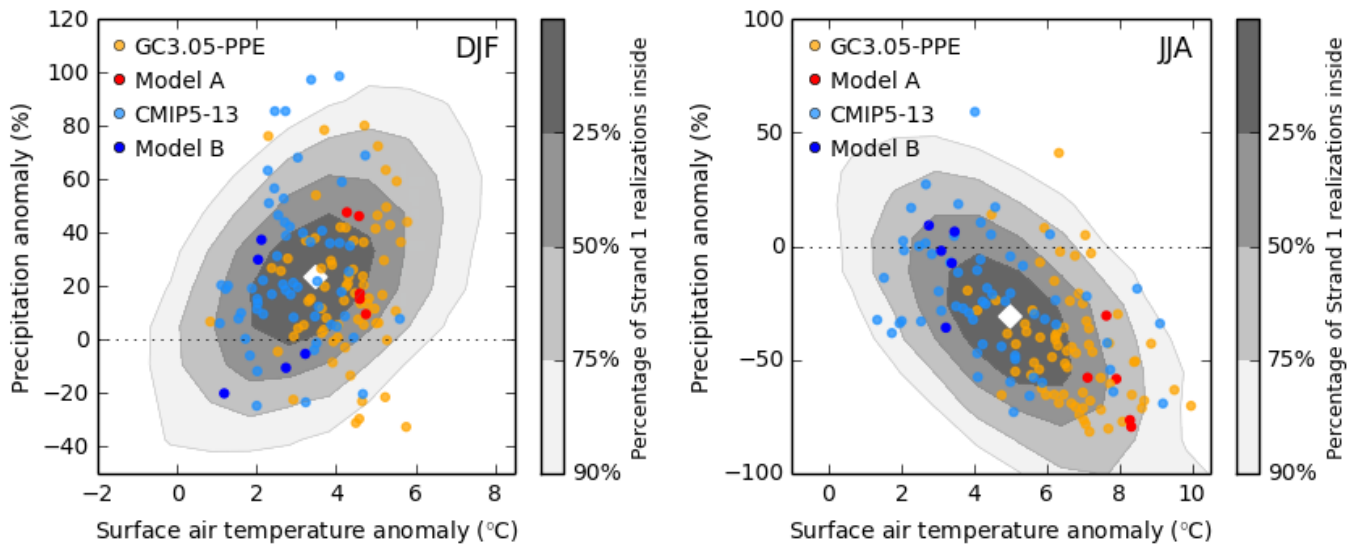 DJF
GC3.05-PPE
Model A
CMIP5-13
Model B
120
100
80
60
40
20
0
−20
−40
−2
0
2
4
6
8
Precipitation anomaly (%)
Surface air temperature anomaly (°C)
25%
50%
75%
90%
Percentage of Strand 1 realizations inside
JJA
GC3.05-PPE
Model A
CMIP5-13
Model B
100
50
0
−50
−100
0
2
4
6
8
10
Precipitation anomaly (%)
Surface air temperature anomaly (°C)
25%
50%
75%
90%
Percentage of Strand 1 realizations inside